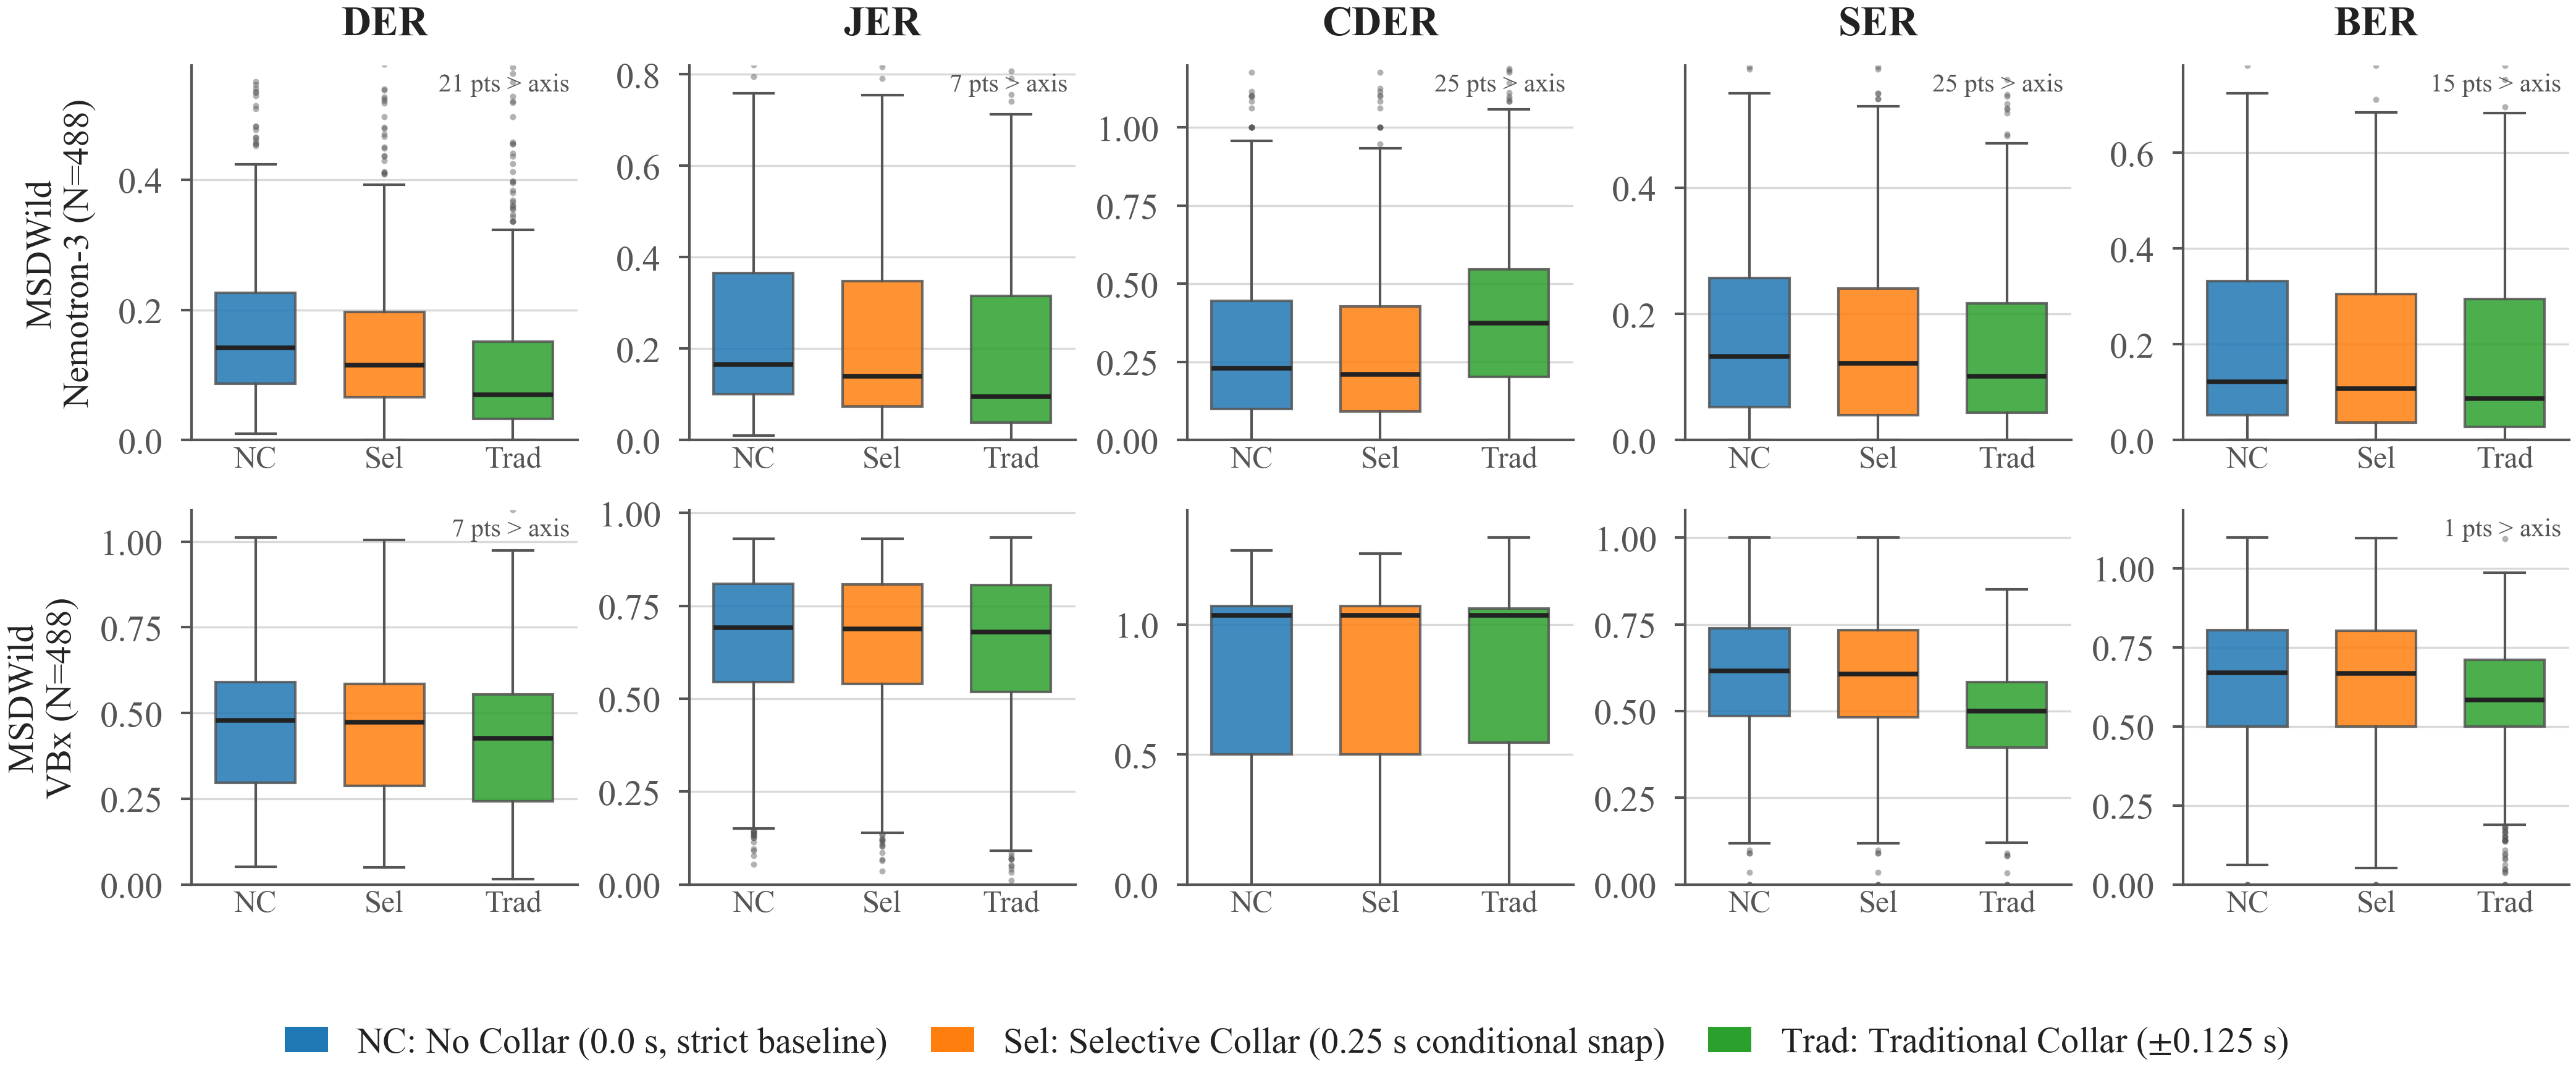 DER
JER
CDER
SER
BER
MSDWild
Nemotron-3 (N=488)
21 pts > axis
0.4
0.2
0.0
NC Sel Trad
7 pts > axis
0.8
0.6
0.4
0.2
0.0
NC Sel Trad
25 pts > axis
1.00
0.75
0.50
0.25
0.00
NC Sel Trad
25 pts > axis
0.4
0.2
0.0
NC Sel Trad
15 pts > axis
0.6
0.4
0.2
0.0
NC Sel Trad
MSDWild
VBx (N=488)
7 pts > axis
1.00
0.75
0.50
0.25
0.00
NC Sel Trad
1.00
0.75
0.50
0.25
0.00
NC Sel Trad
1.0
0.5
0.0
NC Sel Trad
1.00
0.75
0.50
0.25
0.00
NC Sel Trad
1 pts > axis
1.00
0.75
0.50
0.25
0.00
NC Sel Trad
NC: No Collar (0.0 s, strict baseline)
Sel: Selective Collar (0.25 s conditional snap)
Trad: Traditional Collar (±0.125 s)